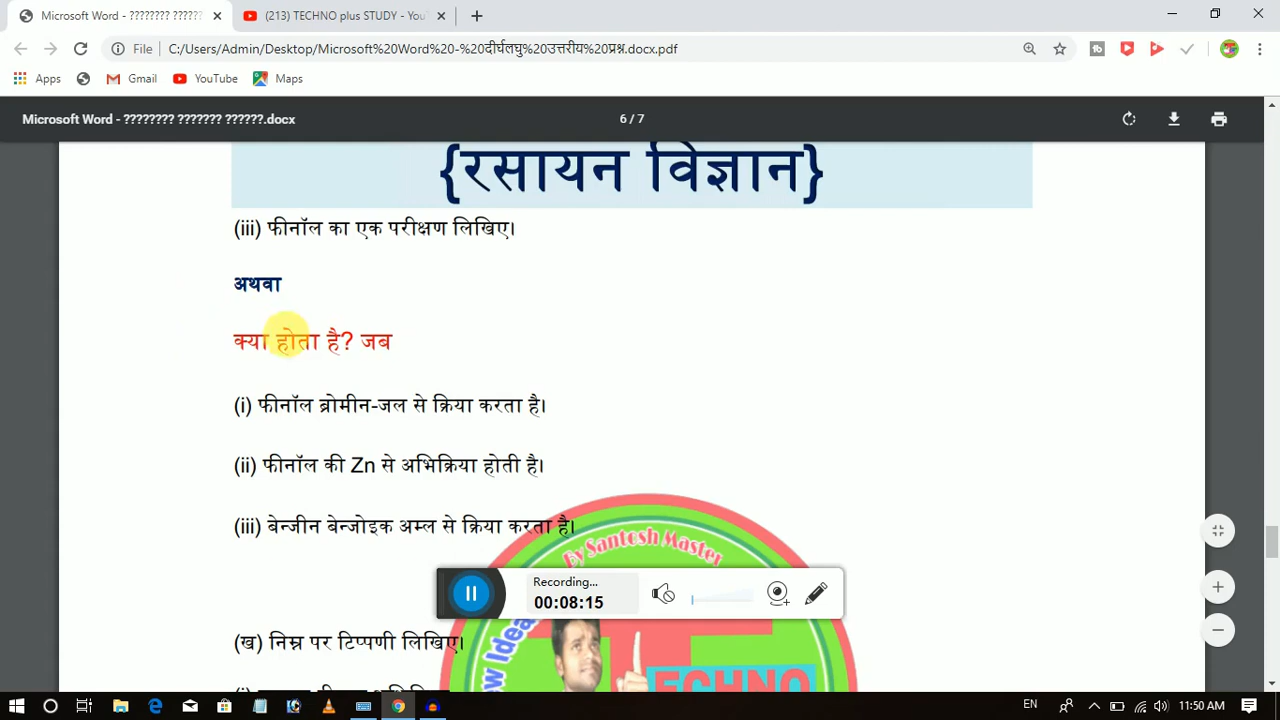 Microsoft Word - ???????? ?????
(213) TECHNO plus STUDY - You
File
C:/Users/Admin/Desktop/Microsoft%20Word%20-%20दीर्घलघु%20उत्तरीय%20प्रश्न.docx.pdf
Apps
Gmail
YouTube
Maps
Microsoft Word - ???????? ??????? ??????.docx
6 / 7
{रसायन विज्ञान}
(iii) फीनॉल का एक परीक्षण लिखिए।
अथवा
क्या होता है? जब
(i) फीनॉल ब्रोमीन-जल से क्रिया करता है।
(ii) फीनॉल की Zn से अभिक्रिया होती है।
(iii) बेन्जीन बेन्जोइक अम्ल से क्रिया करता है।
By Santosh Master
Recording...
00:08:15
(ख) निम्न पर टिप्पणी लिखिए।
New Idea
TECHNO
EN
11:50 AM